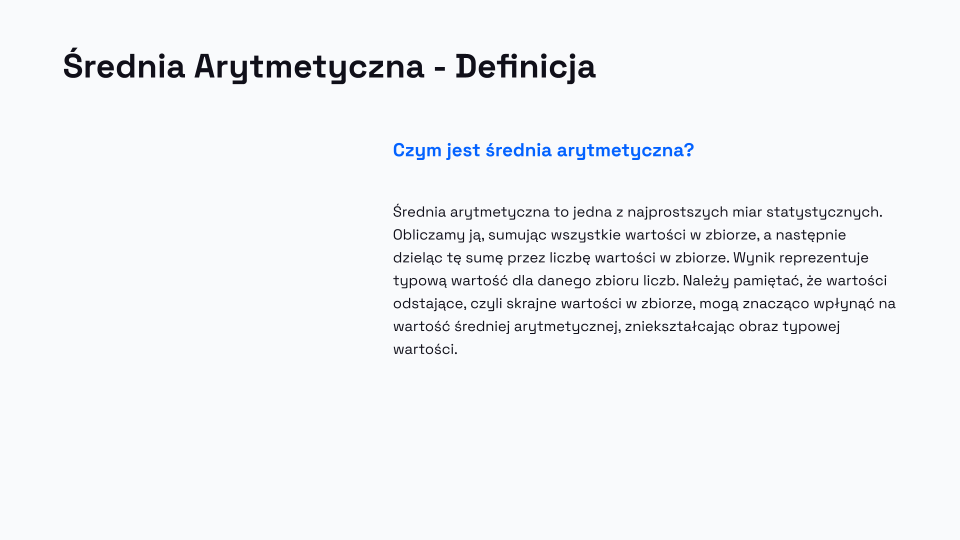 Średnia Arytmetyczna - Definicja
Czym jest średnia arytmetyczna?
Średnia arytmetyczna to jedna z najprostszych miar statystycznych.
Obliczamy ją, sumując wszystkie wartości w zbiorze, a następnie
dzieląc tę sumę przez liczbę wartości w zbiorze. Wynik reprezentuje
typową wartość dla danego zbioru liczb. Należy pamiętać, że wartości
odstające, czyli skrajne wartości w zbiorze, mogą znacząco wpłynąć na
wartość średniej arytmetycznej, zniekształcając obraz typowej
wartości.